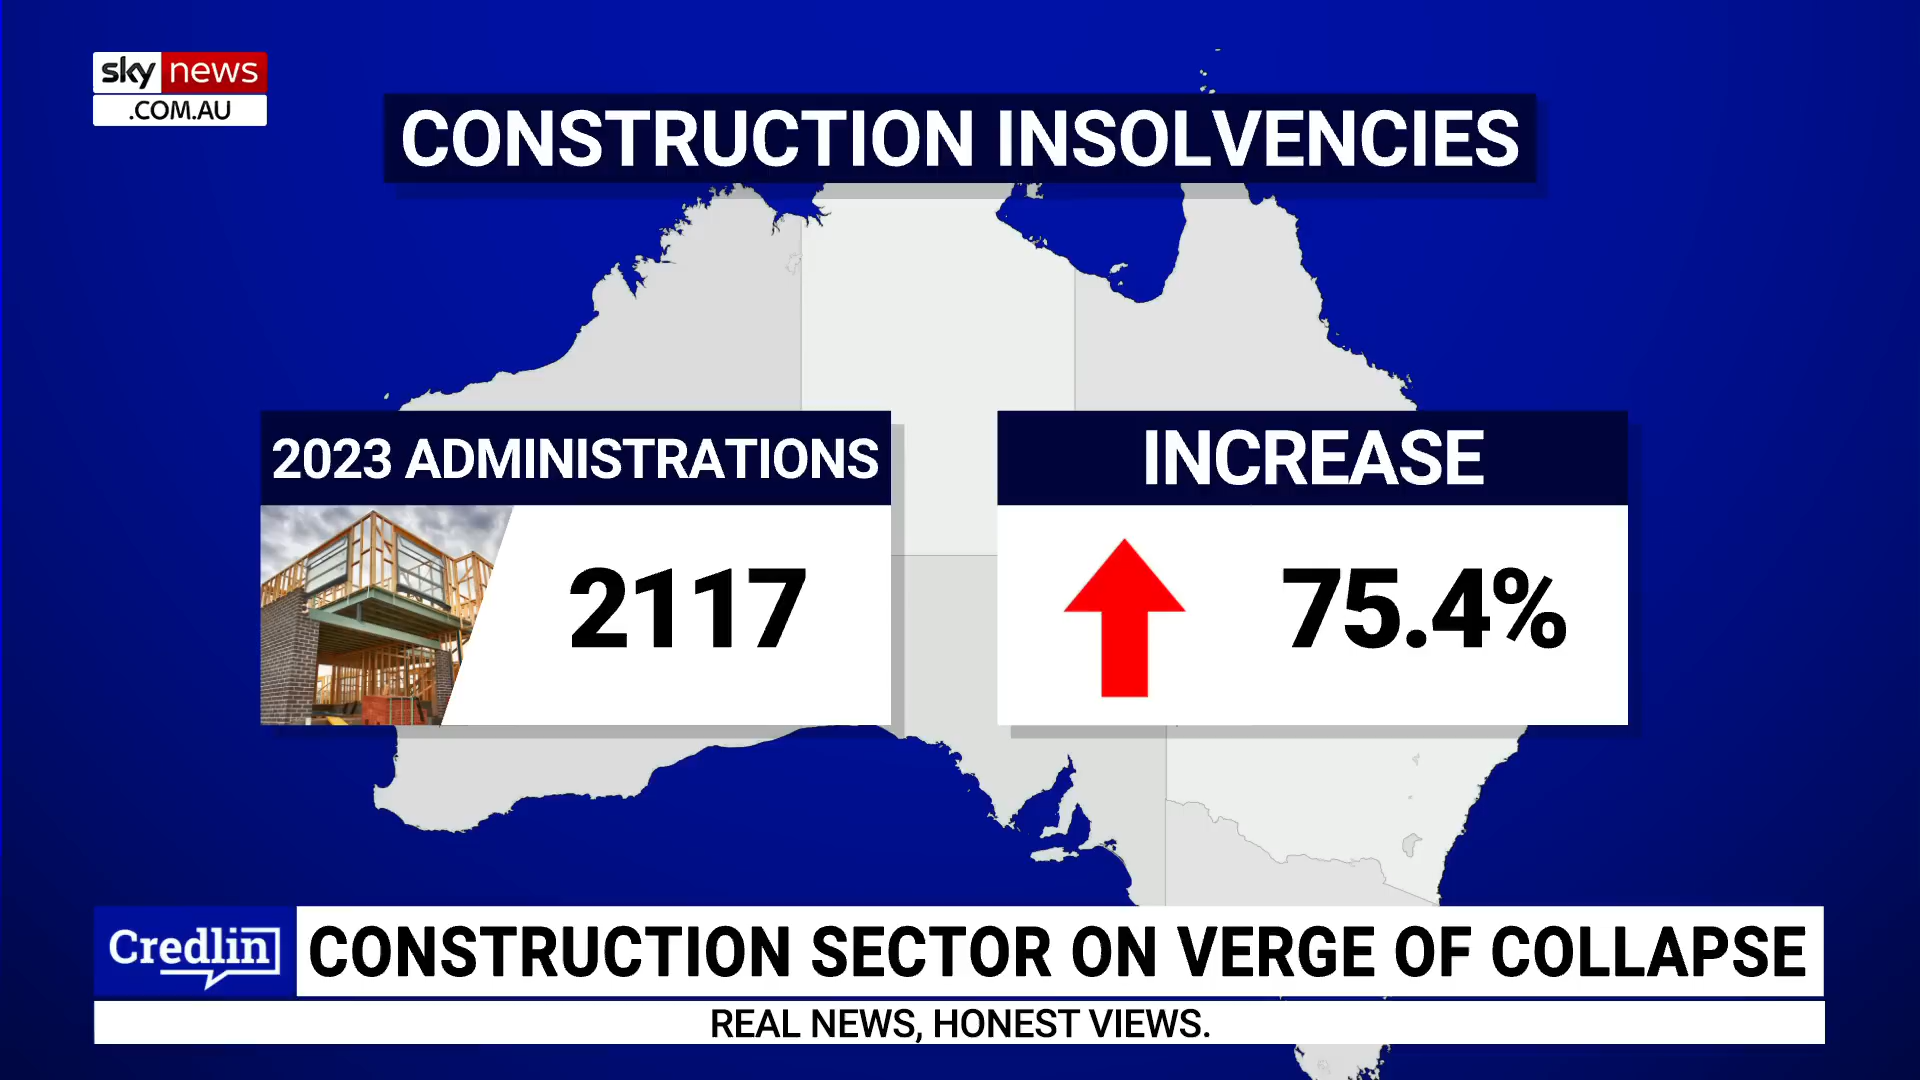 sky news
.COM.AU
CONSTRUCTION INSOLVENCIES
2023 ADMINISTRATIONS
2117
INCREASE
75.4%
Credlin
CONSTRUCTION SECTOR ON VERGE OF COLLAPSE
REAL NEWS, HONEST VIEWS.